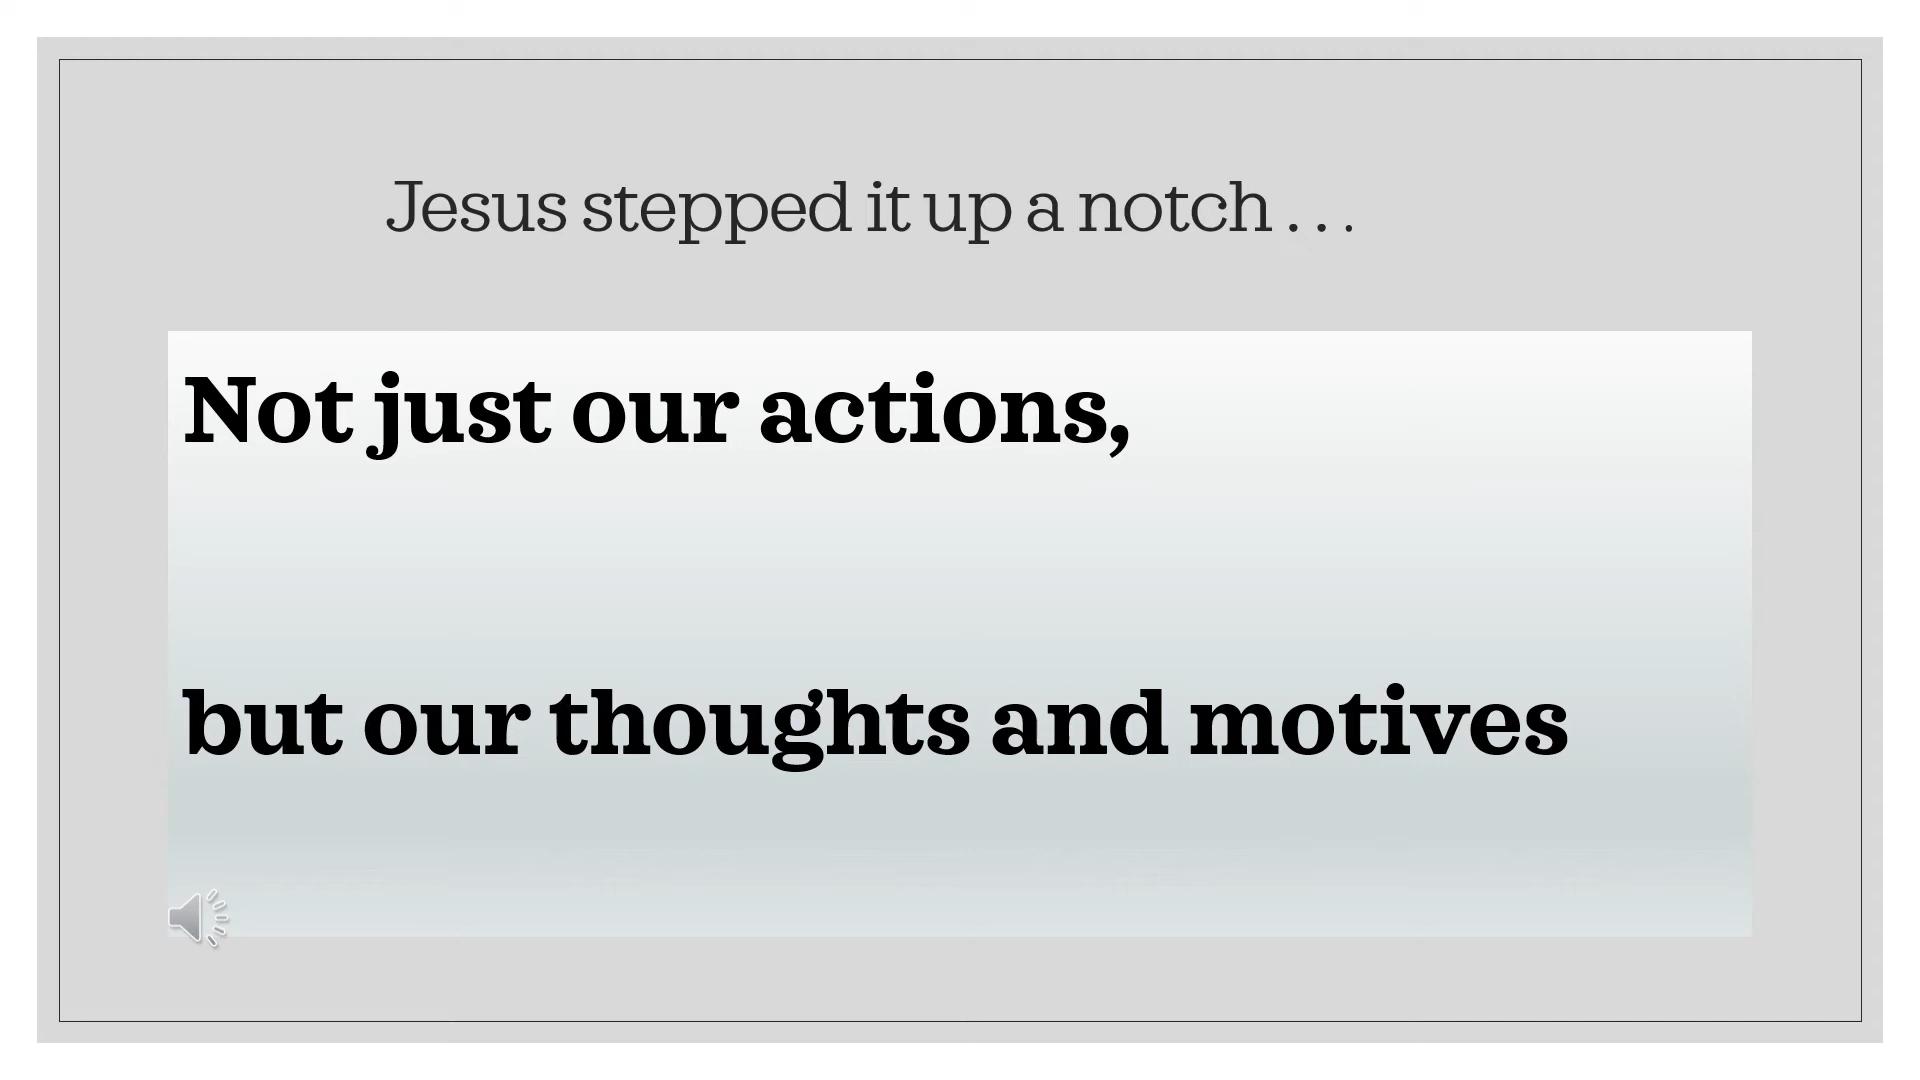 Jesus stepped it up a notch . . .
Not just our actions,
but our thoughts and motives